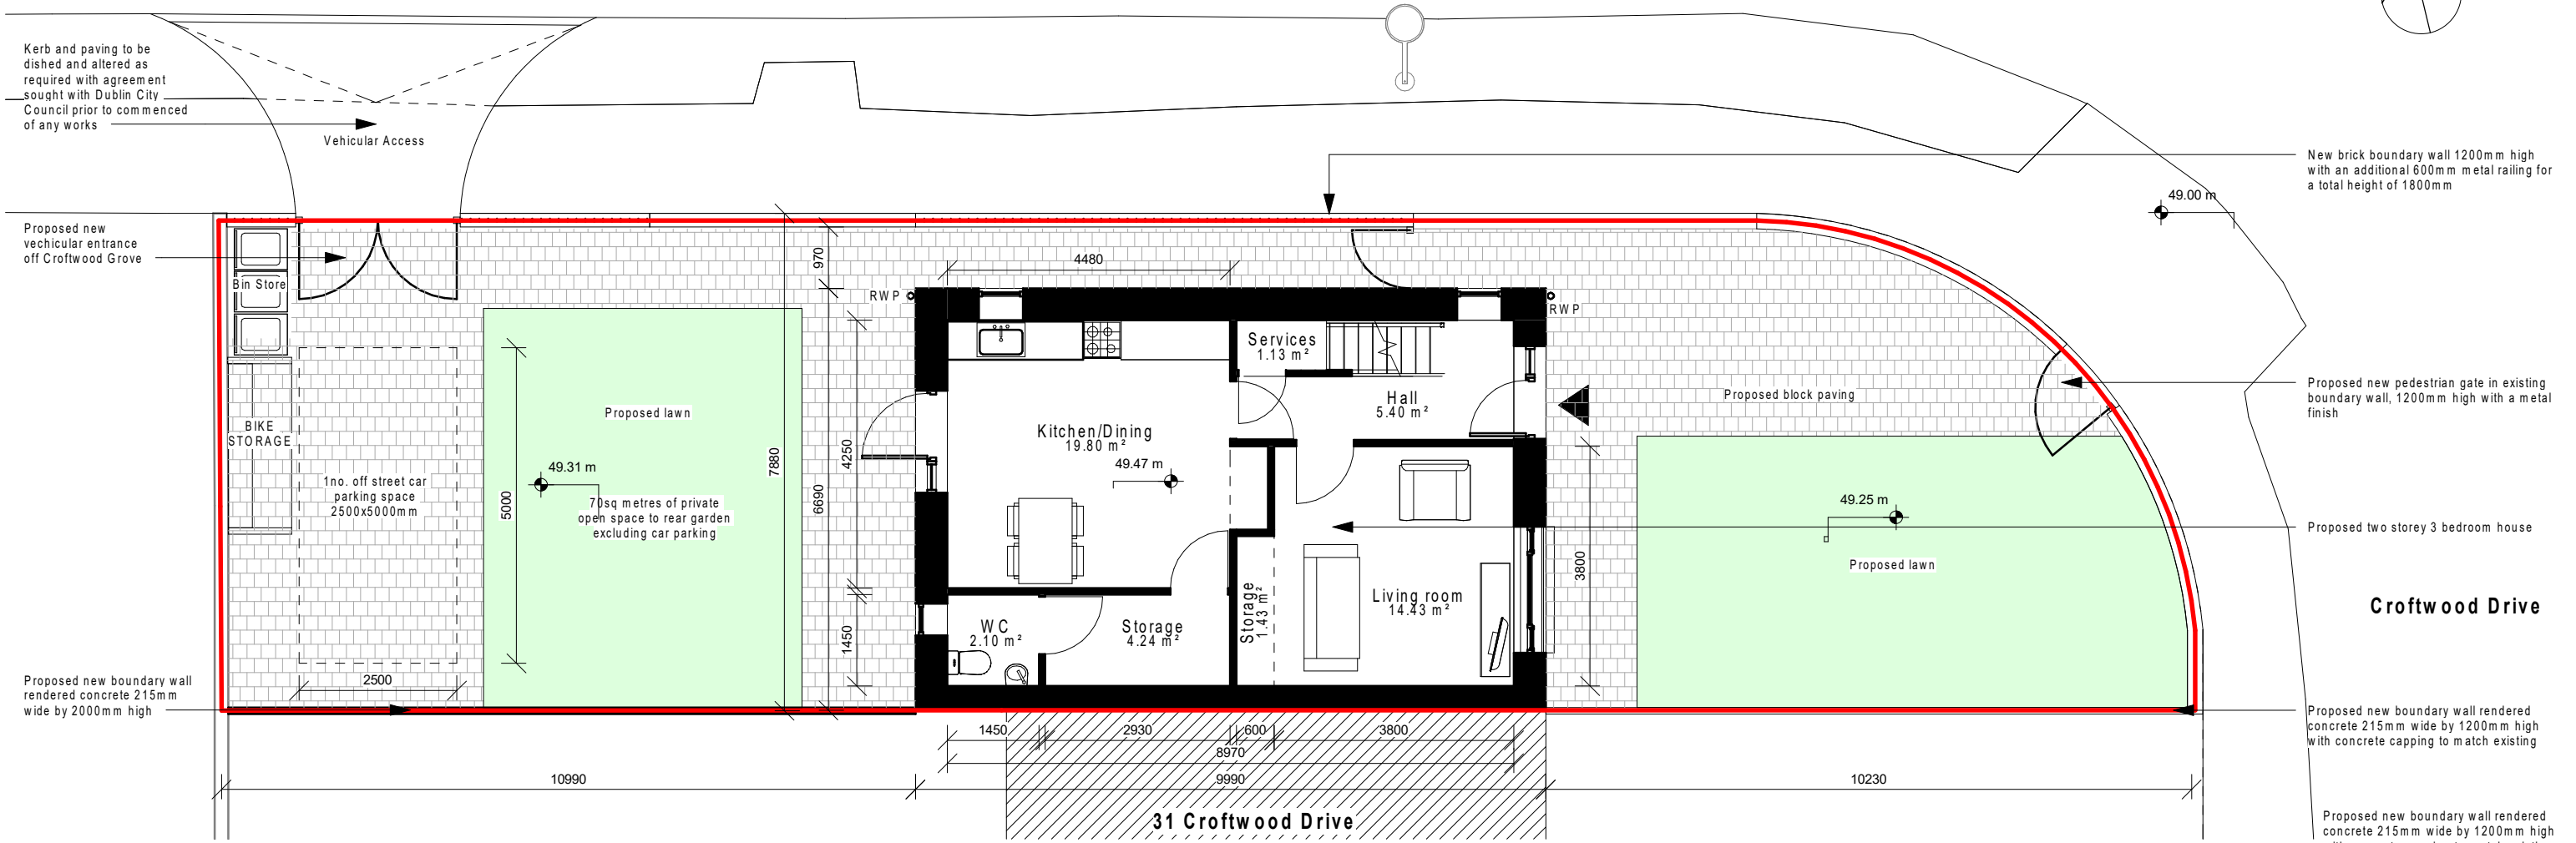 Kerb and paving to be
dished and altered as
required with agreement
sought with Dublin City
Council prior to commenced
of any works
Vehicular Access
New brick boundary wall 1200mm high
with an additional 600mm metal railing for
a total height of 1800mm
49.00 m
Proposed new
vechicular entrance
off Croftwood Grove
Bin Store
970
4480
RWP
RWP
Services
1.13 m²
Hall
5.40 m²
Proposed block paving
Proposed new pedestrian gate in existing
boundary wall, 1200mm high with a metal
finish
Proposed lawn
BIKE
STORAGE
Kitchen/Dining
19.80 m²
49.31 m
49.47 m
49.25 m
7880
4250
6690
5000
1no. off street car
parking space
2500x5000mm
70sq metres of private
open space to rear garden
excluding car parking
Proposed two storey 3 bedroom house
3800
Proposed lawn
Living room
14.43 m²
Storage
1.43 m²
WC
2.10 m²
Storage
4.24 m²
1450
Croftwood Drive
2500
Proposed new boundary wall
rendered concrete 215mm
wide by 2000mm high
Proposed new boundary wall rendered
concrete 215mm wide by 1200mm high
with concrete capping to match existing
1450
2930
600
3800
8970
10990
9990
10230
31 Croftwood Drive
Proposed new boundary wall rendered
concrete 215mm wide by 1200mm high